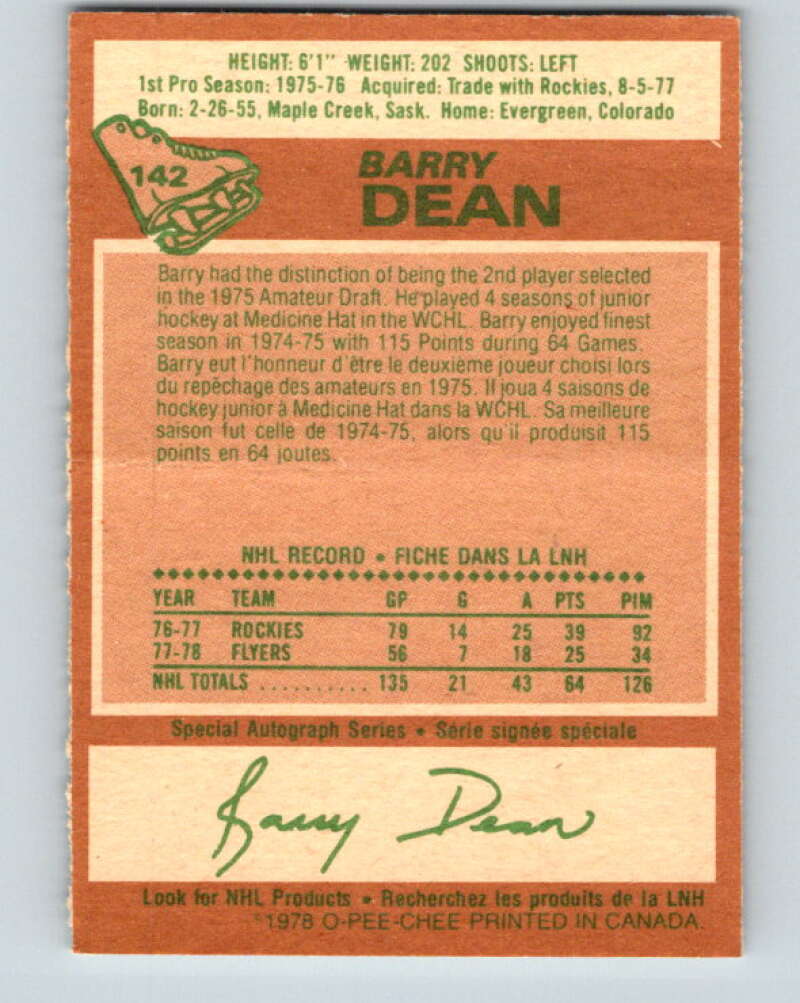 HEIGHT: 6'1" WEIGHT: 202 SHOOTS: LEFT
1st Pro Season: 1975-76 Acquired: Trade with Rockies, 8-5-77
Born: 2-26-55, Maple Creek, Sask. Home: Evergreen, Colorado
142
BARRY
DEAN
Barry had the distinction of being the 2nd player selected
in the 1975 Amateur Draft. He played 4 seasons of junior
hockey at Medicine Hat in the WCHL. Barry enjoyed finest
season in 1974-75 with 115 Points during 64 Games.
Barry eut l'honneur d'être le deuxième joueur choisi lors
du repêchage des amateurs en 1975. Il joua 4 saisons de
hockey junior à Medicine Hat dans la WCHL. Sa meilleure
saison fut celle de 1974-75, alors qu'il produisit 115
points en 64 joutes.
NHL RECORD • FICHE DANS LA LNH
YEAR TEAM GP G A PTS PIM
76-77 ROCKIES 79 14 25 39 92
77-78 FLYERS 56 7 18 25 34
NHL TOTALS .......... 135 21 43 64 126
Special Autograph Series • Série signée spéciale
Barry Dean
Look for NHL Products • Recherchez les produits de la LNH
©1978 O-PEE-CHEE PRINTED IN CANADA.